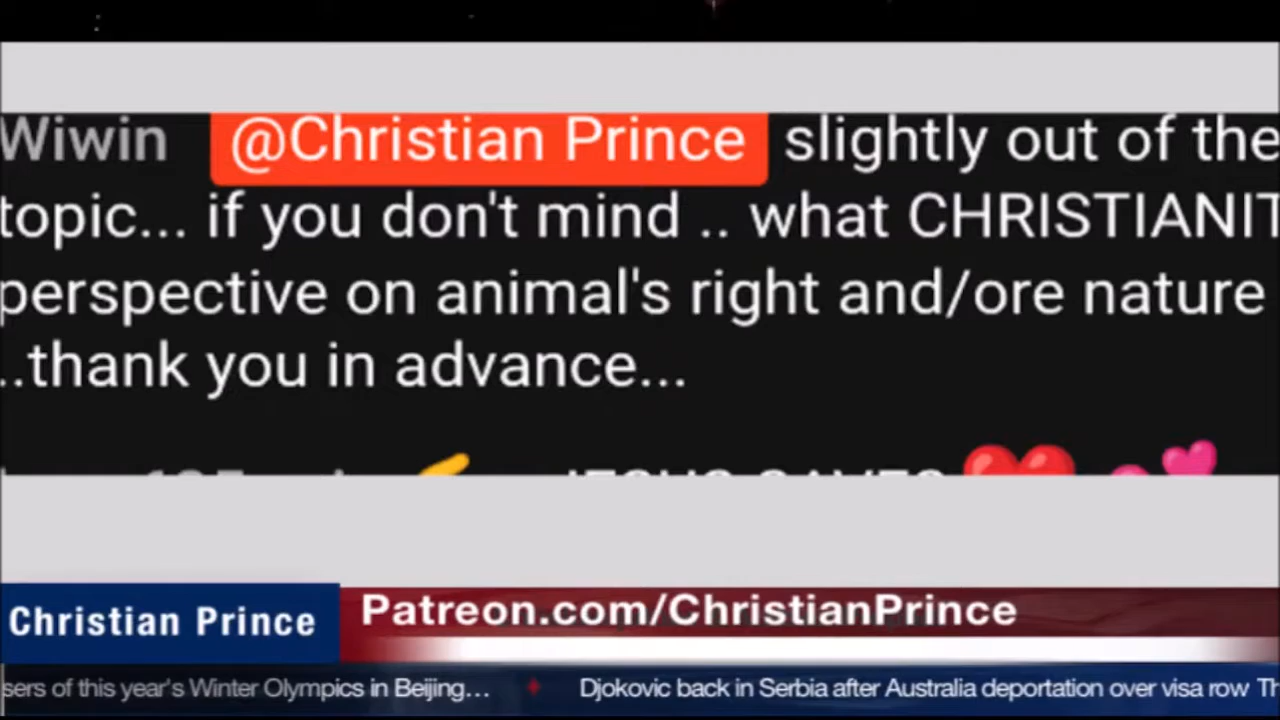 Wiwin @Christian Prince slightly out of the
topic... if you don't mind .. what CHRISTIANIT
perspective on animal's right and/ore nature
..thank you in advance...
JESUS SAVES
Christian Prince
Patreon.com/ChristianPrince
sers of this year's Winter Olympics in Beijing... Djokovic back in Serbia after Australia deportation over visa row Th